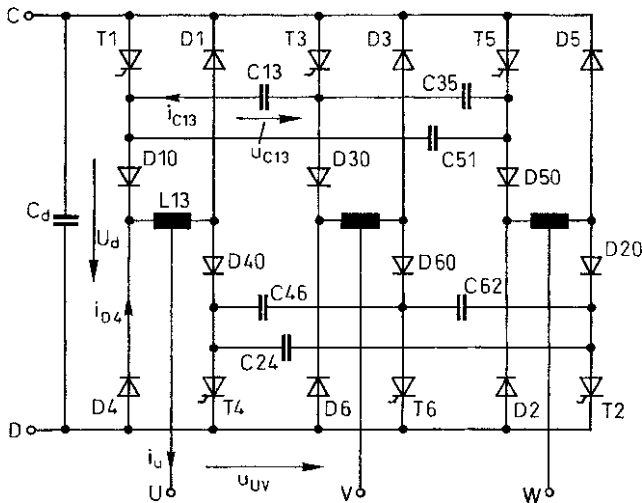 C T1 D1 T3 D3 T5 D5
C13 C35
iC13
uC13 C51
D10 D30 D50
Cd Ud L13
D40 D60 D20
iD4 C46 C62
C24
D4 T4 D6 T6 D2 T2
D
iu uUV
U V W